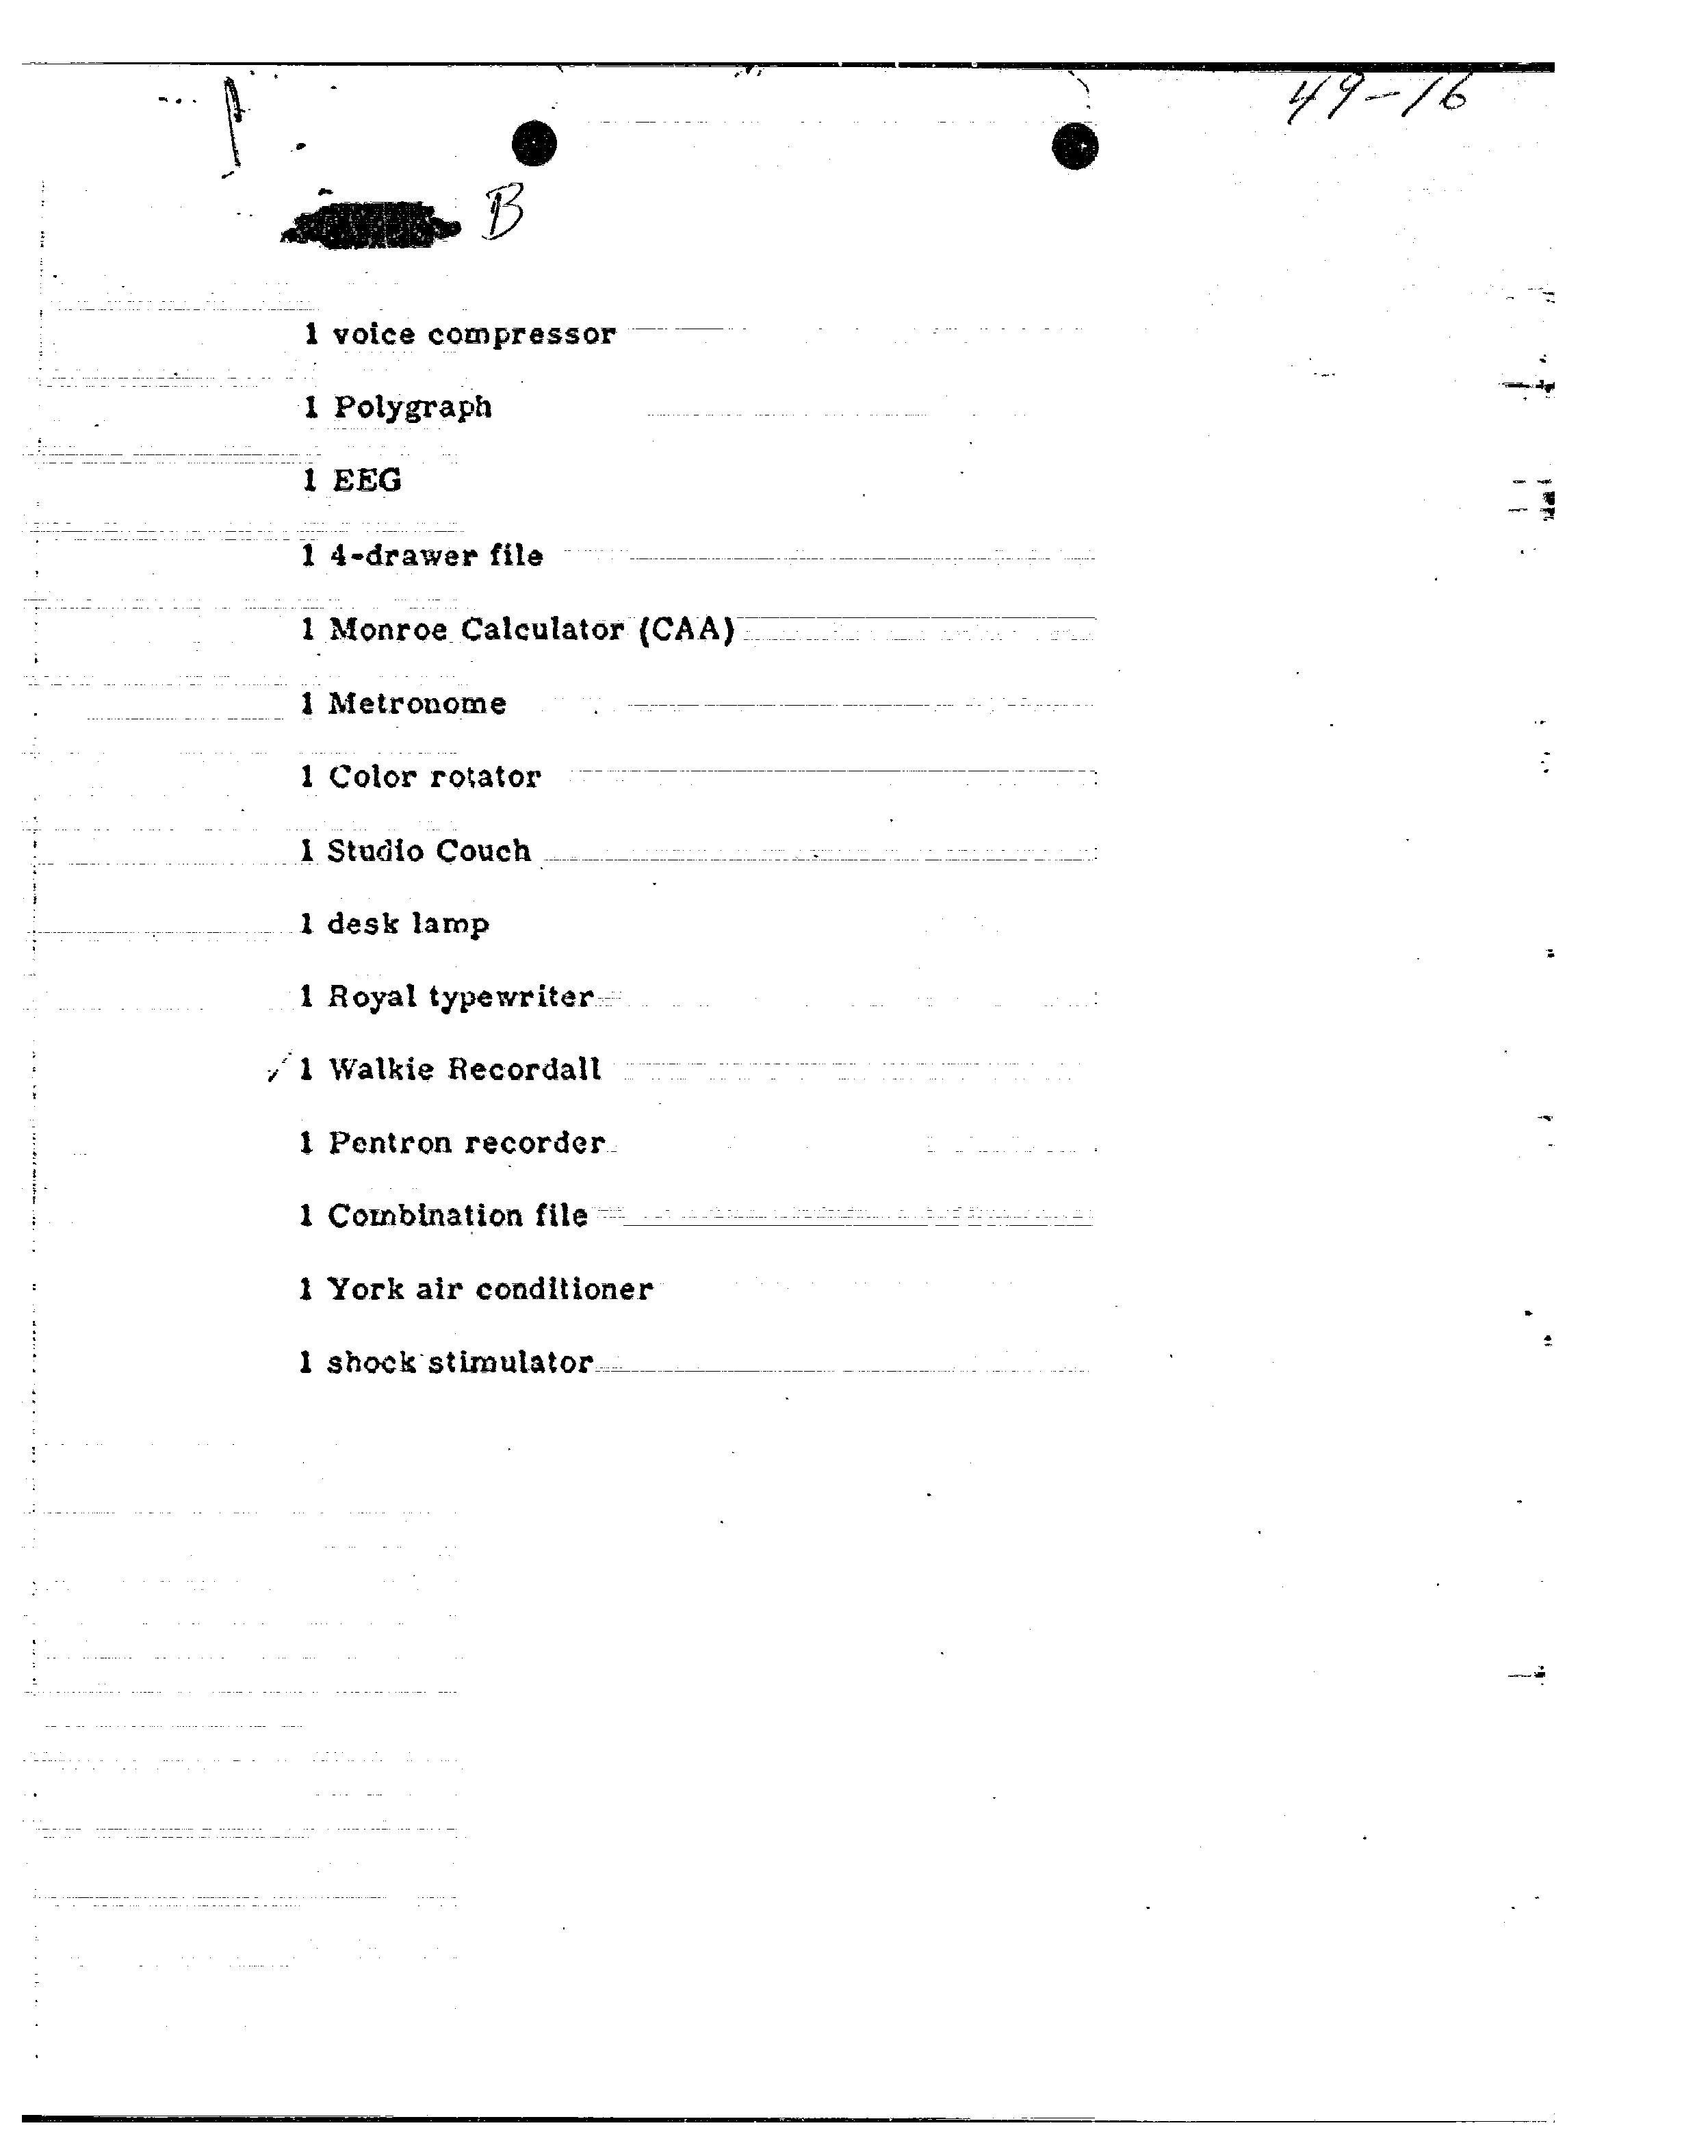 49-16
A
B
1 voice compressor
1 Polygraph
1 EEG
1 4-drawer file
1 Monroe Calculator (CAA)
1 Metronome
1 Color rotator
1 Studio Couch
1 desk lamp
1 Royal typewriter
1 Walkie Recordall
1 Pentron recorder
1 Combination file
1 York air conditioner
1 shock stimulator